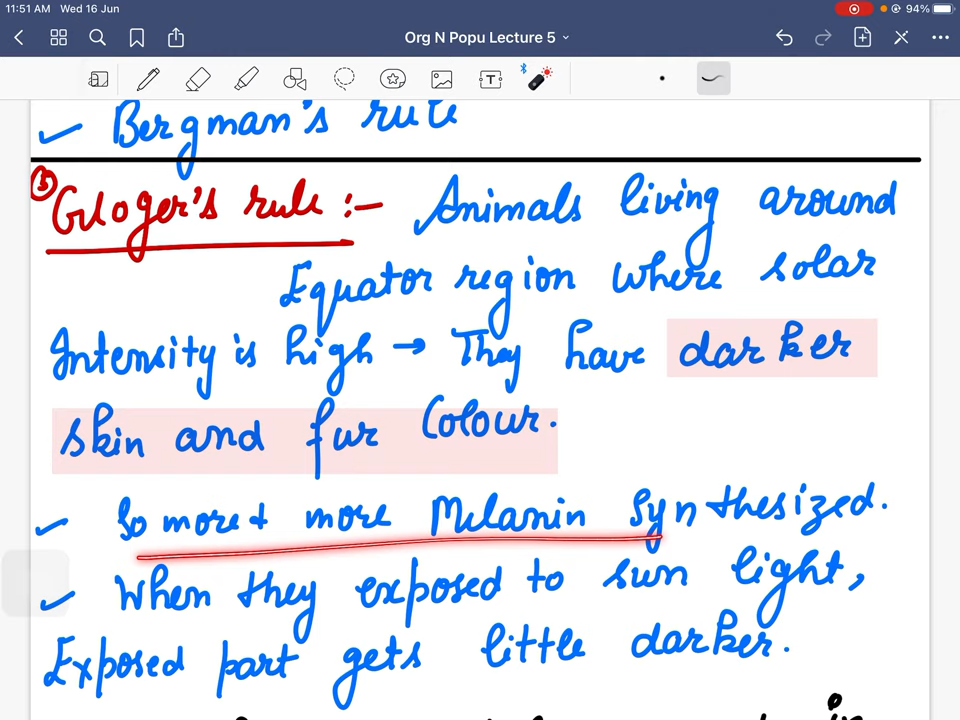 11:51 AM Wed 16 Jun 94%
Org N Popu Lecture 5
✓ Bergman's rule
③ Gloger's rule :- Animals living around
Equator region where solar
Intensity is high → They have darker
skin and fur Colour.
✓ So more & more Melanin Synthesized.
✓ When they exposed to sun light,
Exposed part gets little darker.
in